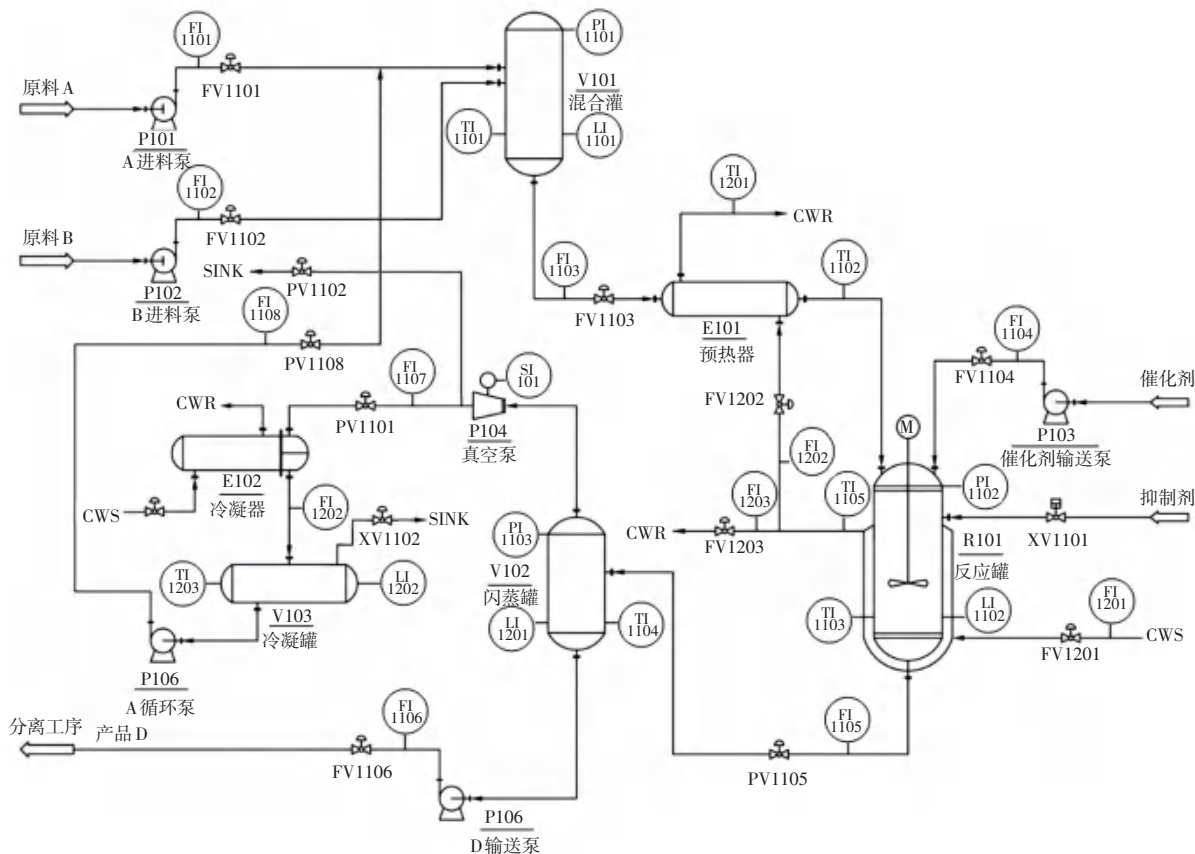 FI
1101
PI
1101
原料A
FV1101
V101
混合灌
P101
A进料泵
TI
1101
LI
1101
FI
1102
TI
1201
CWR
原料B
FV1102
P102
B进料泵
SINK
PV1102
FI
1103
TI
1102
FI
1108
FV1103
E101
预热器
FI
1104
PV1108
FI
1107
SI
101
FV1104
催化剂
CWR
PV1101
P104
真空泵
FV1202
M
P103
催化剂输送泵
E102
冷凝器
FI
1202
CWS
FI
1202
XV1102
SINK
FI
1203
TI
1105
PI
1102
抑制剂
PI
1103
CWR
FV1203
XV1101
R101
反应罐
TI
1203
LI
1202
V102
闪蒸罐
V103
冷凝罐
LI
1201
TI
1104
TI
1103
LI
1102
FI
1201
FV1201
CWS
P106
A循环泵
FI
1106
FI
1105
分离工序
产品D
FV1106
PV1105
P106
D输送泵